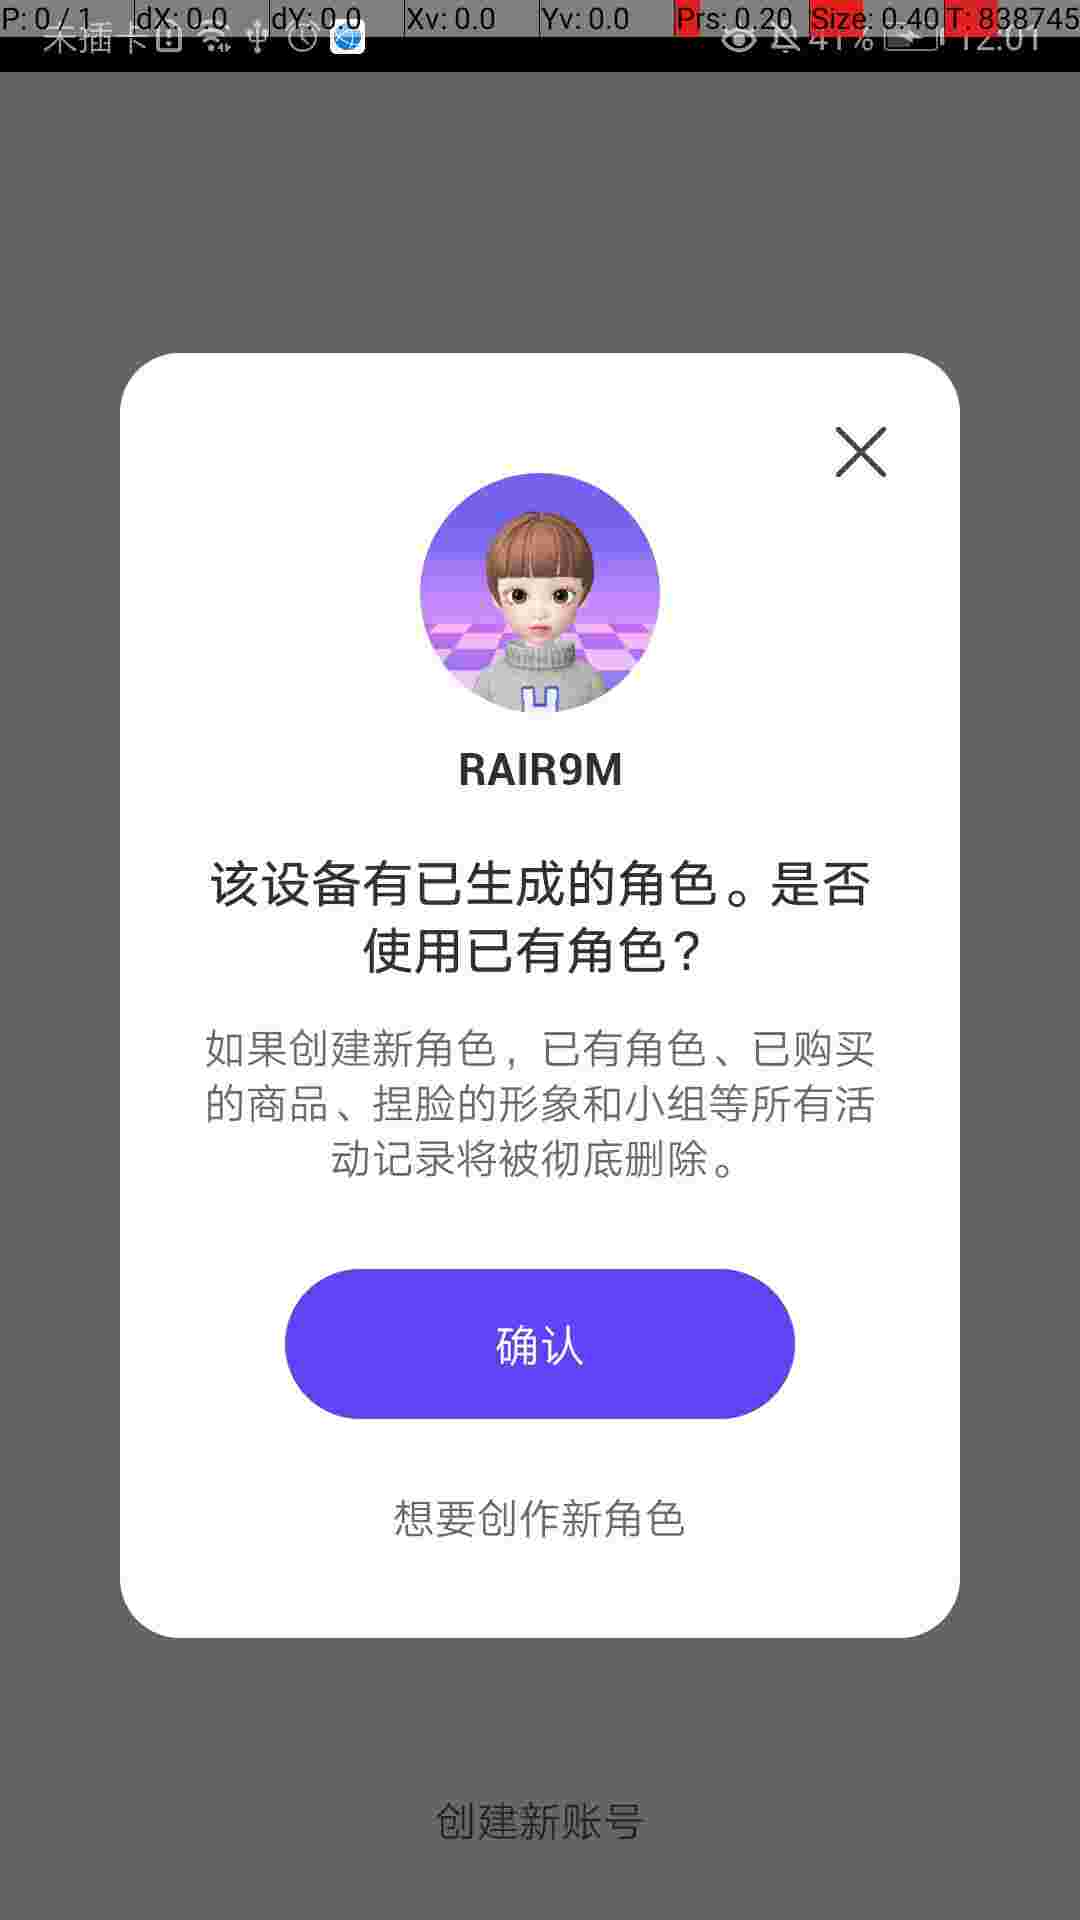 P: 0 / 1 dX: 0.0 dY: 0.0 Xv: 0.0 Yv: 0.0 Prs: 0.20 Size: 0.40 T: 838745
未插卡 41% 12:01
RAIR9M
该设备有已生成的角色。是否
使用已有角色？
如果创建新角色，已有角色、已购买
的商品、捏脸的形象和小组等所有活
动记录将被彻底删除。
确认
想要创作新角色
创建新账号